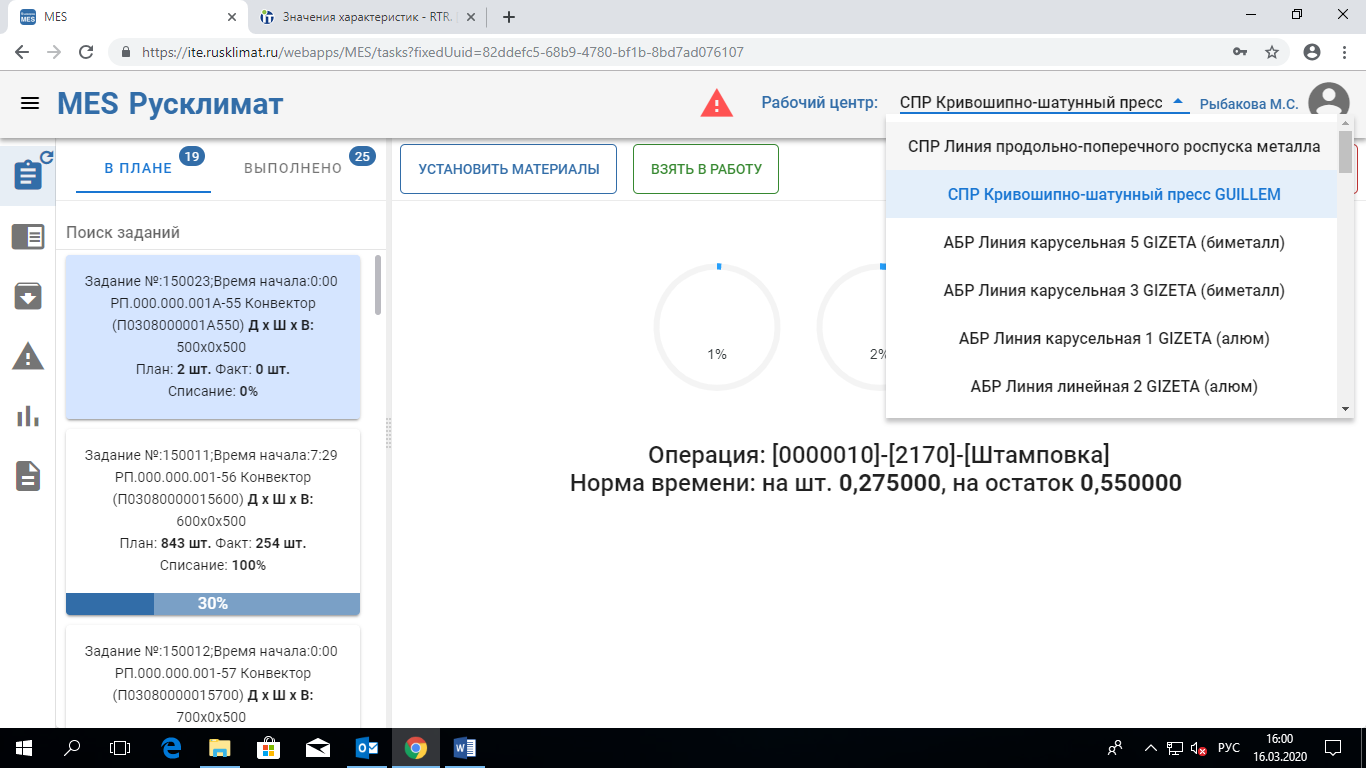 MES
Значения характеристик - RTR.
https://ite.rusklimat.ru/webapps/MES/tasks?fixedUuid=82ddefc5-68b9-4780-bf1b-8bd7ad076107
MES Русклимат
Рабочий центр:
СПР Кривошипно-шатунный пресс
Рыбакова М.С.
В ПЛАНЕ
19
ВЫПОЛНЕНО
25
УСТАНОВИТЬ МАТЕРИАЛЫ
ВЗЯТЬ В РАБОТУ
СПР Линия продольно-поперечного роспуска металла
СПР Кривошипно-шатунный пресс GUILLEM
АБР Линия карусельная 5 GIZETA (биметалл)
АБР Линия карусельная 3 GIZETA (биметалл)
АБР Линия карусельная 1 GIZETA (алюм)
АБР Линия линейная 2 GIZETA (алюм)
Поиск заданий
Задание №:150023;Время начала:0:00
РП.000.000.001А-55 Конвектор
(П0308000001А550) Д х Ш х В:
500х0х500
План: 2 шт. Факт: 0 шт.
Списание: 0%
Задание №:150011;Время начала:7:29
РП.000.000.001-56 Конвектор
(П03080000015600) Д х Ш х В:
600х0х500
План: 843 шт. Факт: 254 шт.
Списание: 100%
30%
Задание №:150012;Время начала:0:00
РП.000.000.001-57 Конвектор
(П03080000015700) Д х Ш х В:
700х0х500
1%
2%
Операция: [0000010]-[2170]-[Штамповка]
Норма времени: на шт. 0,275000, на остаток 0,550000
РУС
16:00
16.03.2020